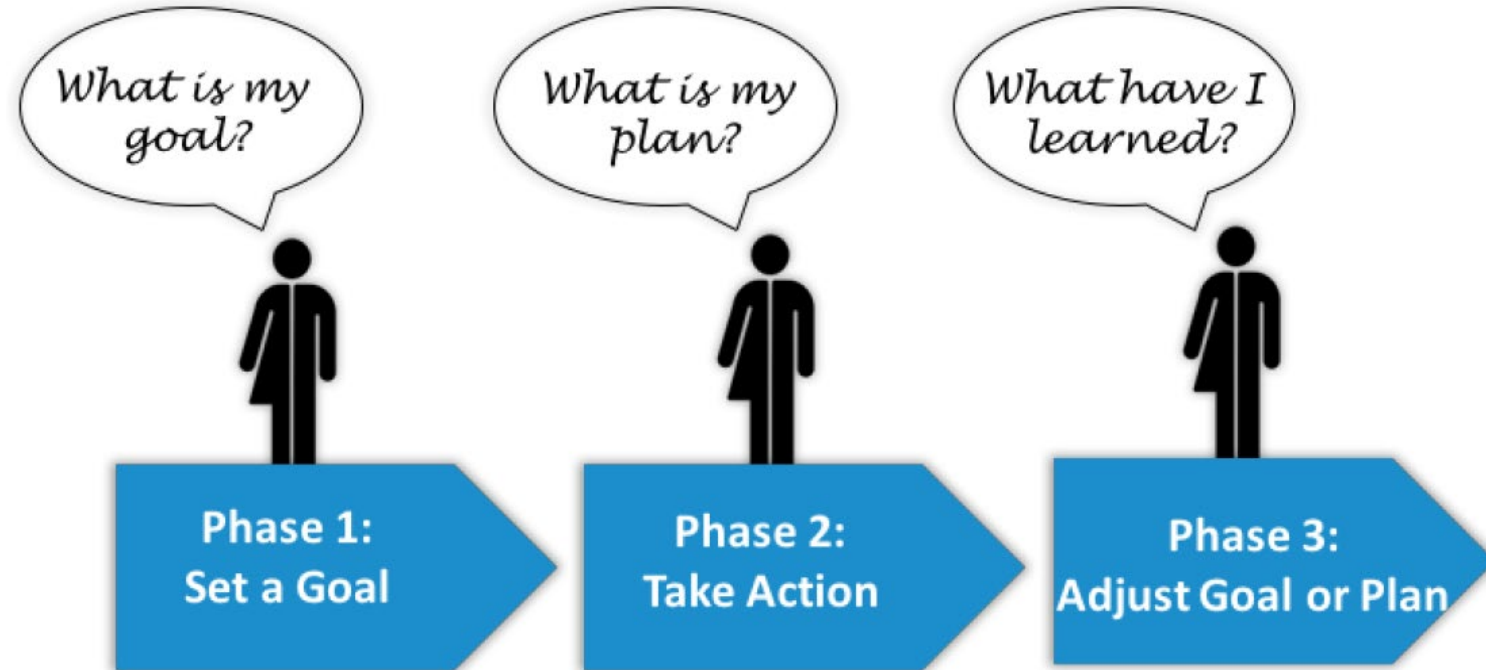 What is my
goal?
What is my
plan?
What have I
learned?
Phase 1:
Set a Goal
Phase 2:
Take Action
Phase 3:
Adjust Goal or Plan